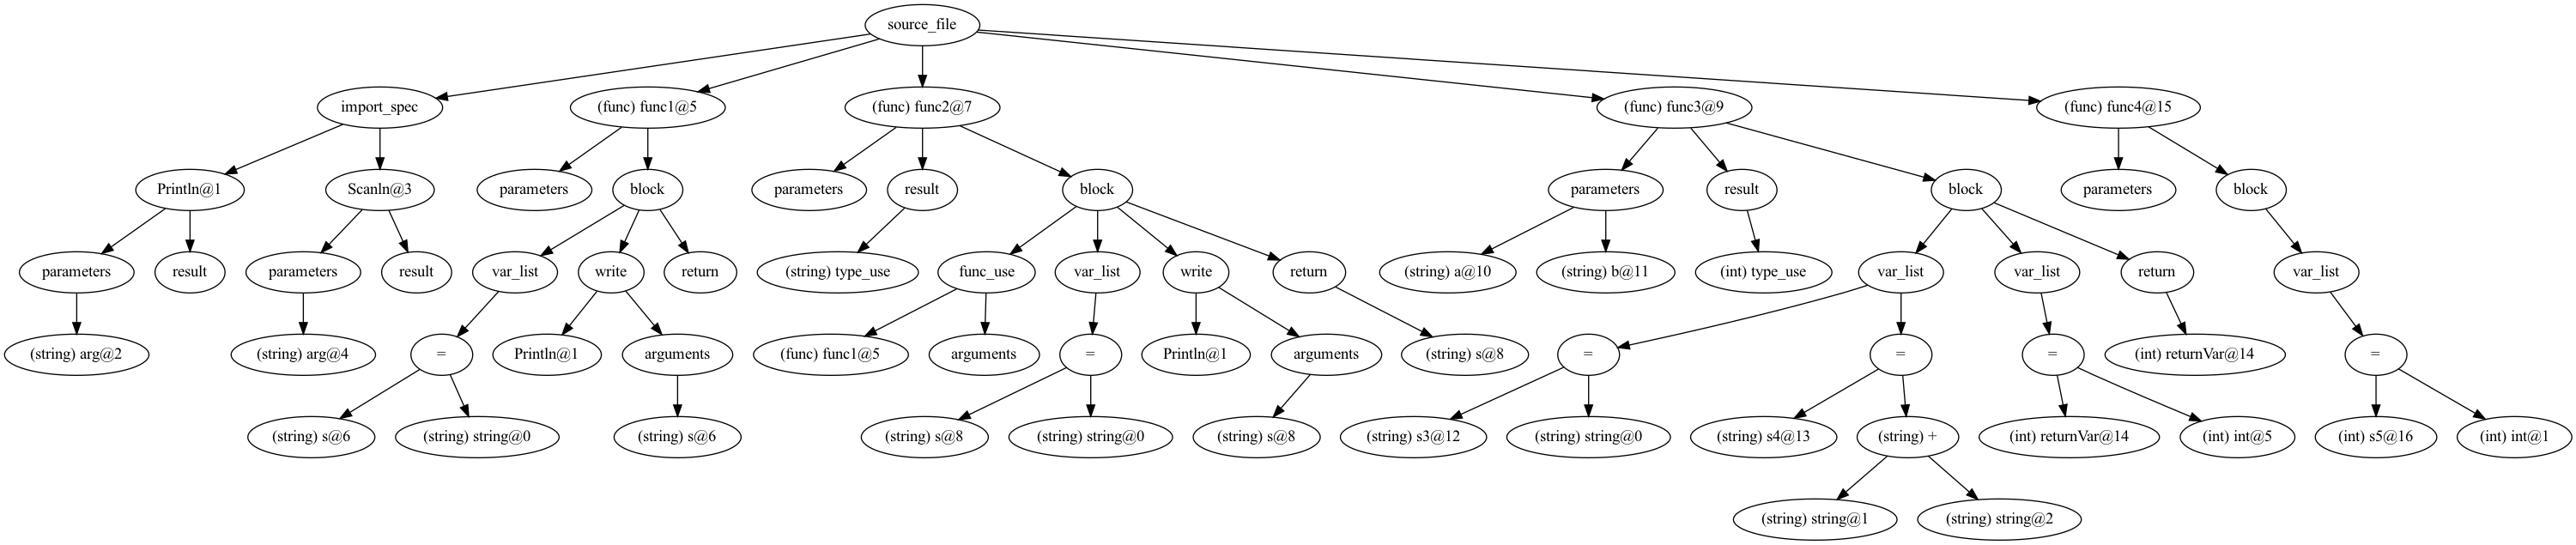 source_file
import_spec
(func) func1@5
(func) func2@7
(func) func3@9
(func) func4@15
Println@1
Scanln@3
parameters
block
parameters
result
block
parameters
result
block
parameters
block
parameters
result
parameters
result
var_list
write
return
(string) type_use
func_use
var_list
write
return
(string) a@10
(string) b@11
(int) type_use
var_list
var_list
return
var_list
(string) arg@2
(string) arg@4
=
Println@1
arguments
(func) func1@5
arguments
=
Println@1
arguments
(string) s@8
=
=
=
(int) returnVar@14
=
(string) s@6
(string) string@0
(string) s@6
(string) s@8
(string) string@0
(string) s@8
(string) s3@12
(string) string@0
(string) s4@13
(string) +
(int) returnVar@14
(int) int@5
(int) s5@16
(int) int@1
(string) string@1
(string) string@2